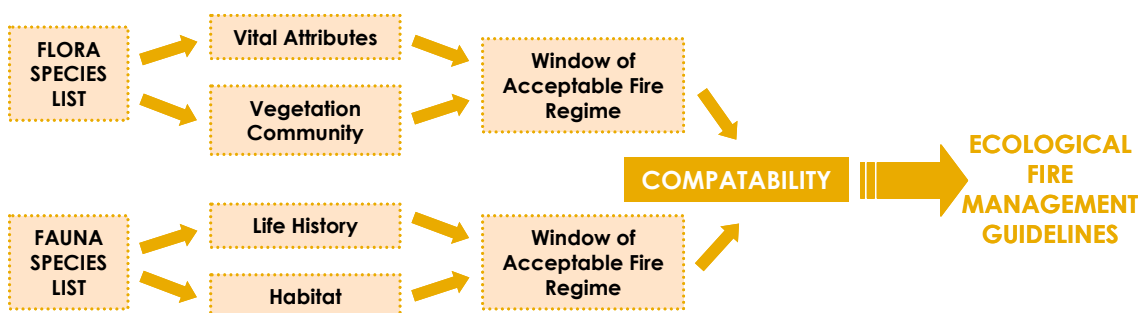 FLORA
SPECIES
LIST
Vital Attributes
Vegetation
Community
Window of
Acceptable Fire
Regime
COMPATABILITY
ECOLOGICAL
FIRE
MANAGEMENT
GUIDELINES
FAUNA
SPECIES
LIST
Life History
Habitat
Window of
Acceptable Fire
Regime